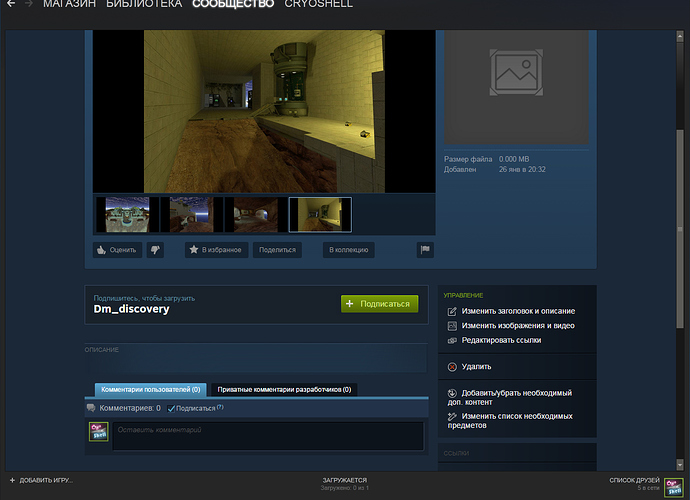 МАГАЗИН БИБЛИОТЕКА СООБЩЕСТВО CRYOSHELL
Размер файла 0.000 MB
Добавлен 26 янв в 20:32
Оценить В избранное Поделиться В коллекцию
Подпишитесь, чтобы загрузить
Dm_discovery
Подписаться
ОПИСАНИЕ
Комментарии пользователей (0) Приватные комментарии разработчиков (0)
Комментариев: 0 Подписаться (?)
Оставить комментарий
УПРАВЛЕНИЕ
Изменить заголовок и описание
Изменить изображения и видео
Редактировать ссылки
Удалить
Добавить/убрать необходимый
доп. контент
Изменить список необходимых
предметов
ССЫЛКИ
ДОБАВИТЬ ИГРУ...
ЗАГРУЖАЕТСЯ
Загружено: 0 из 1
СПИСОК ДРУЗЕЙ
5 в сети